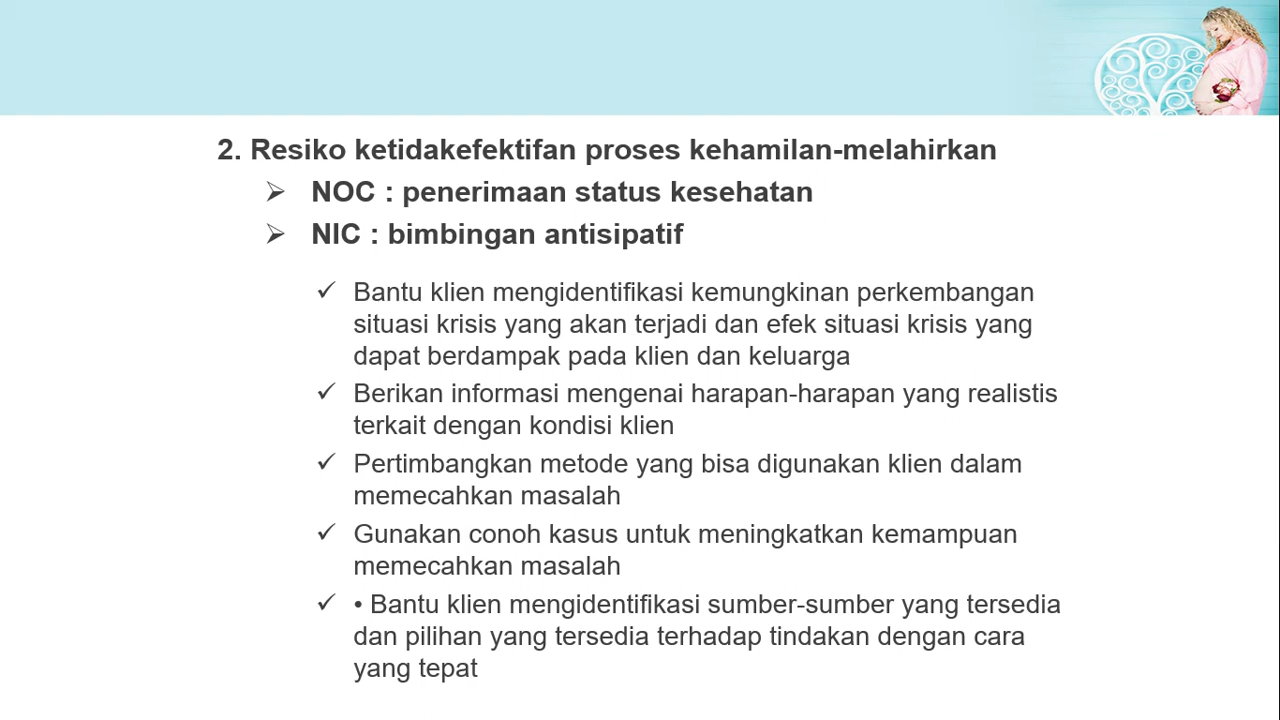 2. Resiko ketidakefektifan proses kehamilan-melahirkan
➢ NOC : penerimaan status kesehatan
➢ NIC : bimbingan antisipatif
✓ Bantu klien mengidentifikasi kemungkinan perkembangan
situasi krisis yang akan terjadi dan efek situasi krisis yang
dapat berdampak pada klien dan keluarga
✓ Berikan informasi mengenai harapan-harapan yang realistis
terkait dengan kondisi klien
✓ Pertimbangkan metode yang bisa digunakan klien dalam
memecahkan masalah
✓ Gunakan conoh kasus untuk meningkatkan kemampuan
memecahkan masalah
✓ • Bantu klien mengidentifikasi sumber-sumber yang tersedia
dan pilihan yang tersedia terhadap tindakan dengan cara
yang tepat